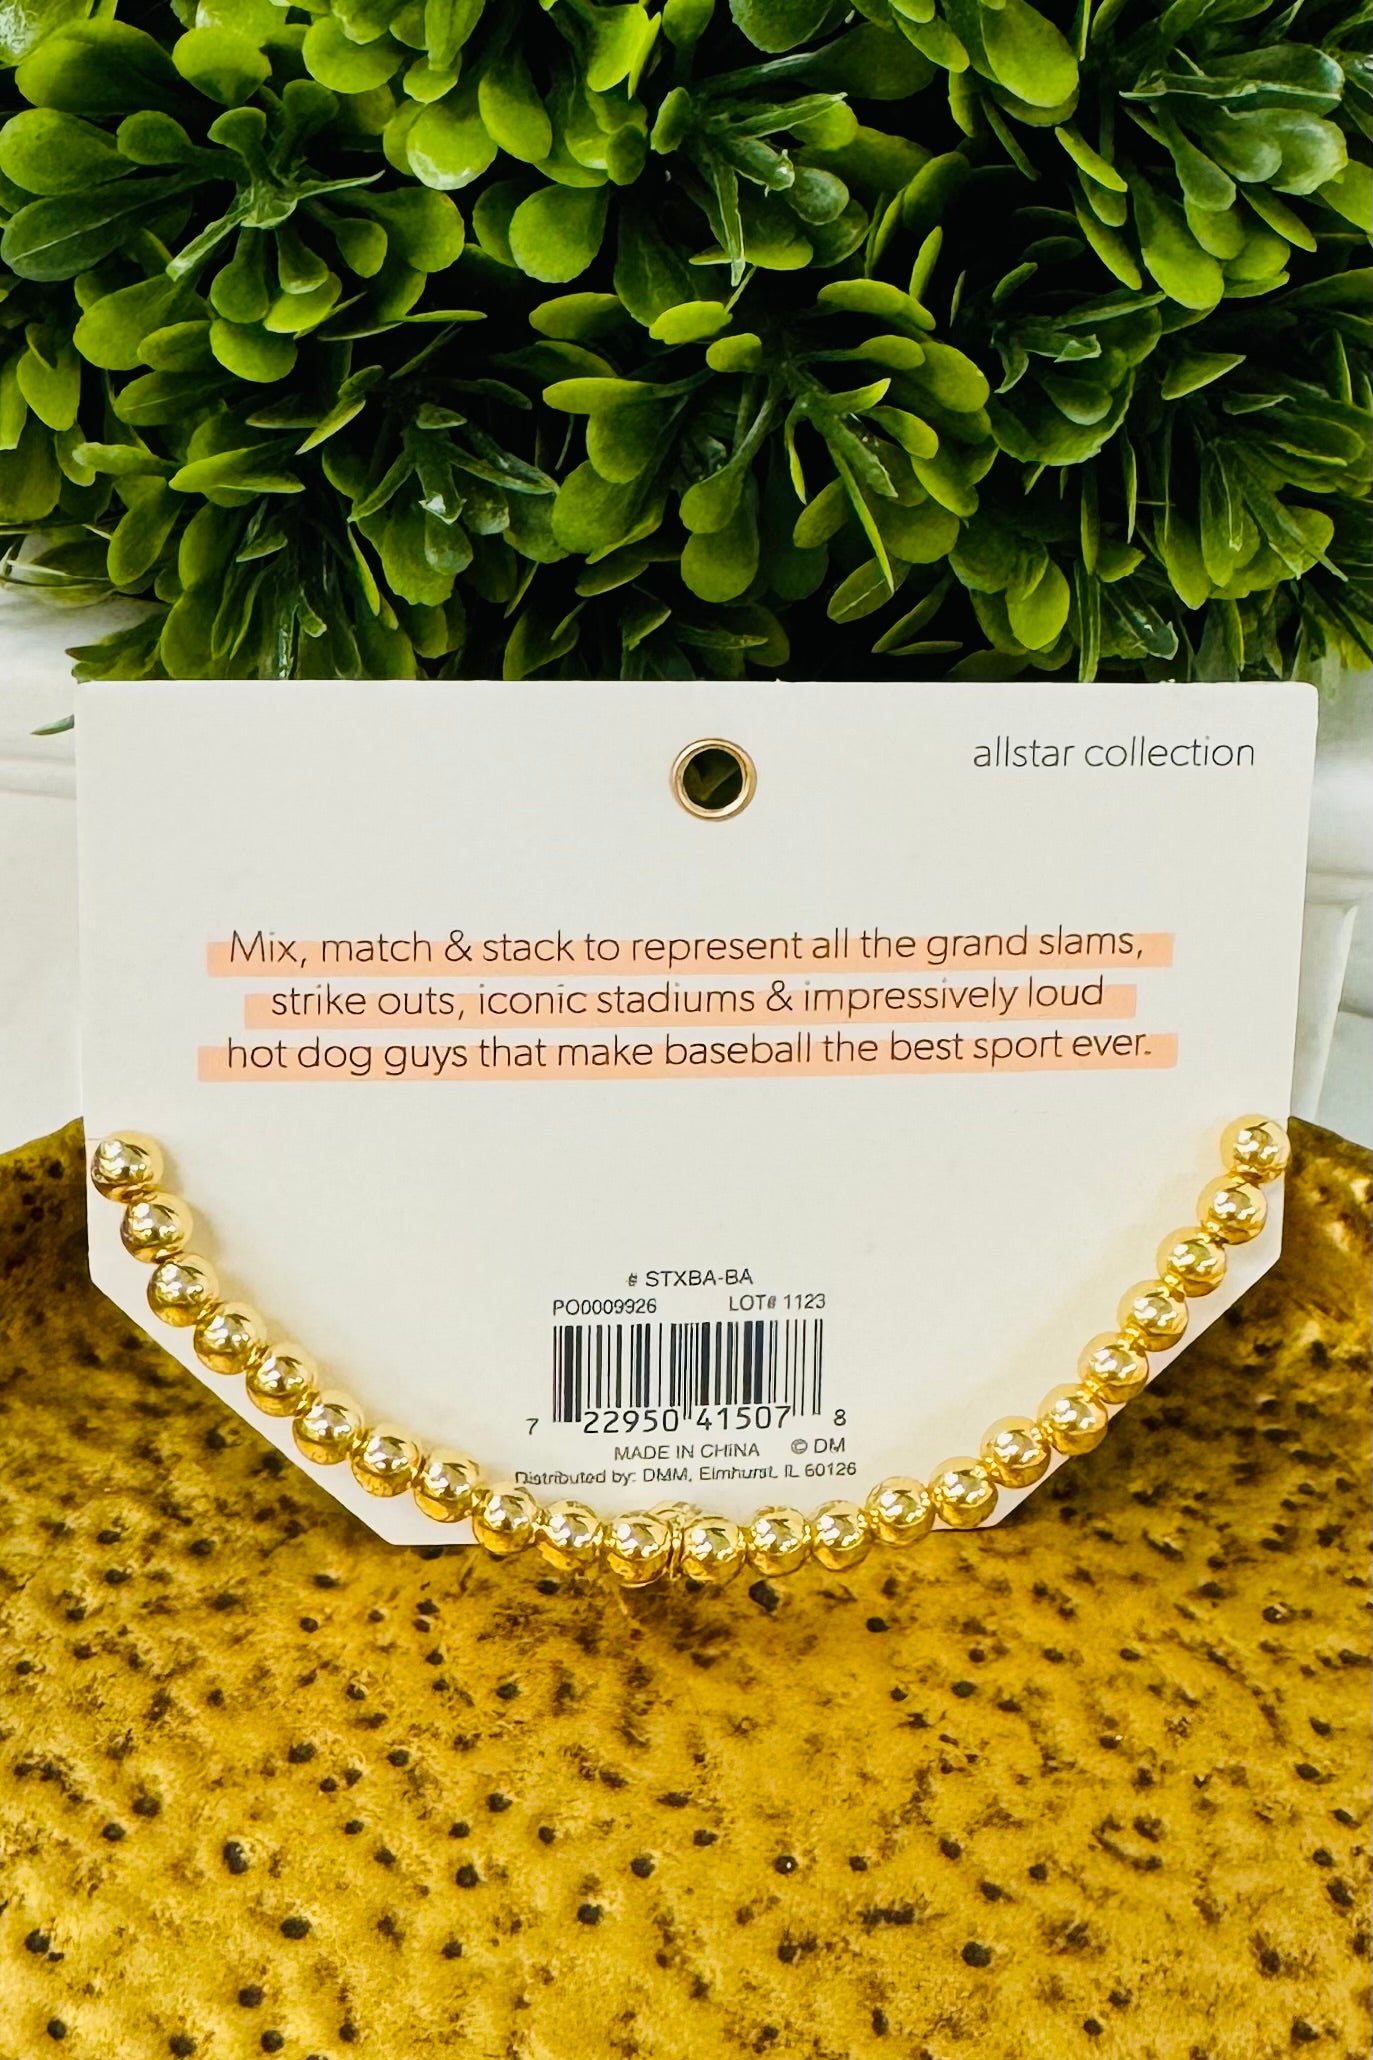 allstar collection
Mix, match & stack to represent all the grand slams,
strike outs, iconic stadiums & impressively loud
hot dog guys that make baseball the best sport ever.
# STXBA-BA
PO0009926 LOT# 1123
7 22950 41507 8
MADE IN CHINA © DM
Distributed by: DMM, Elmhurst, IL 60126